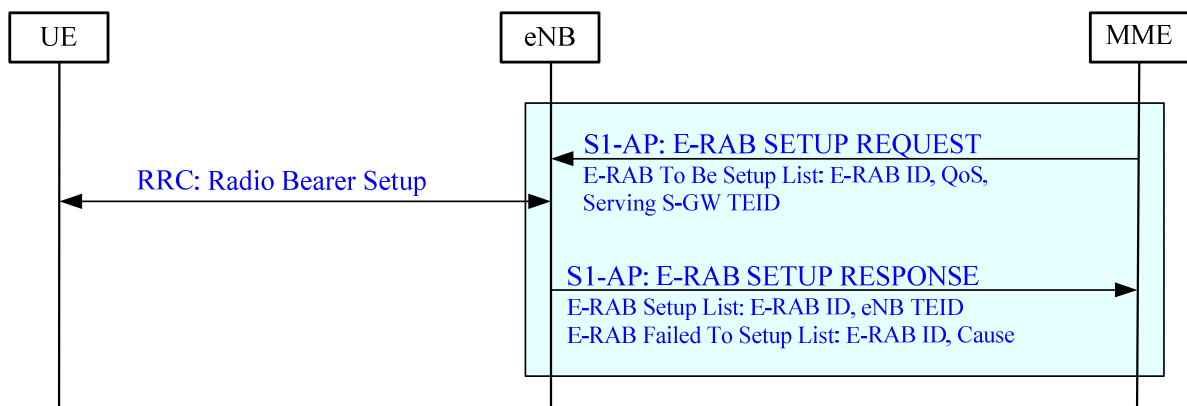 UE
eNB
MME
S1-AP: E-RAB SETUP REQUEST
E-RAB To Be Setup List: E-RAB ID, QoS,
Serving S-GW TEID
RRC: Radio Bearer Setup
S1-AP: E-RAB SETUP RESPONSE
E-RAB Setup List: E-RAB ID, eNB TEID
E-RAB Failed To Setup List: E-RAB ID, Cause